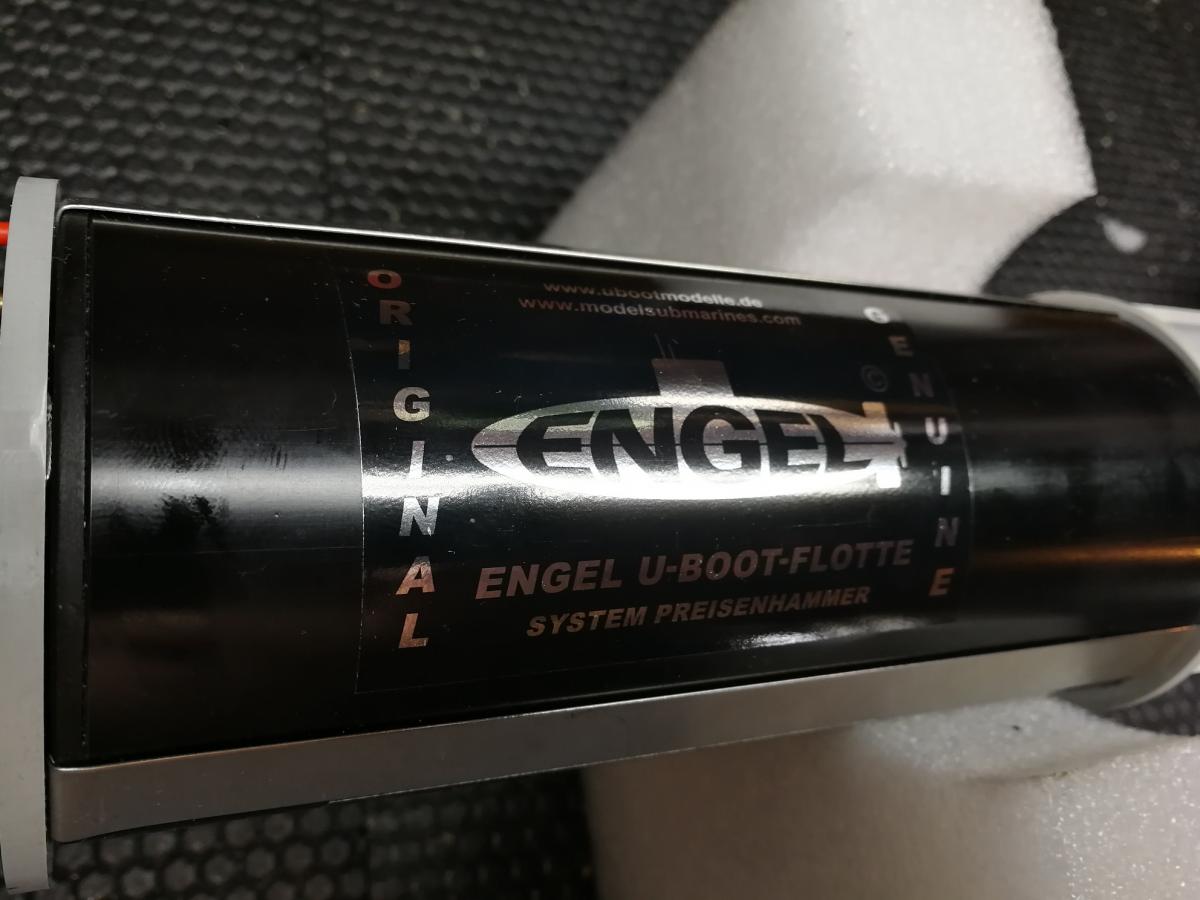 ORIGINAL
www.ubootmodelle.de
www.modelsubmarines.com
©
ENGEL
ENGEL U-BOOT-FLOTTE
SYSTEM PREISENHAMMER
GENUINE